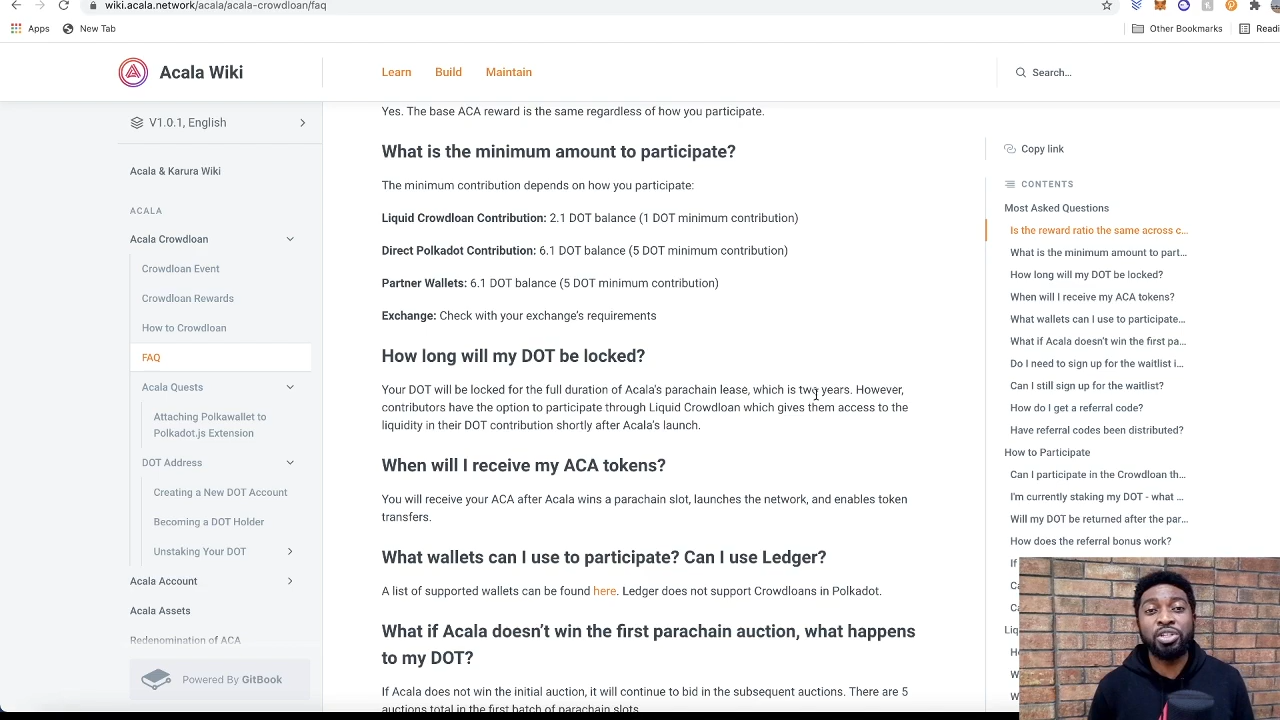 wiki.acala.network/acala/acala-crowdloan/faq
Apps
New Tab
Other Bookmarks
Readi
Acala Wiki
Learn
Build
Maintain
Search...
V1.0.1, English
Acala & Karura Wiki
ACALA
Acala Crowdloan
Crowdloan Event
Crowdloan Rewards
How to Crowdloan
FAQ
Acala Quests
Attaching Polkawallet to
Polkadot.js Extension
DOT Address
Creating a New DOT Account
Becoming a DOT Holder
Unstaking Your DOT
Acala Account
Acala Assets
Redenomination of ACA
Powered By GitBook
Yes. The base ACA reward is the same regardless of how you participate.
What is the minimum amount to participate?
The minimum contribution depends on how you participate:
Liquid Crowdloan Contribution: 2.1 DOT balance (1 DOT minimum contribution)
Direct Polkadot Contribution: 6.1 DOT balance (5 DOT minimum contribution)
Partner Wallets: 6.1 DOT balance (5 DOT minimum contribution)
Exchange: Check with your exchange's requirements
How long will my DOT be locked?
Your DOT will be locked for the full duration of Acala's parachain lease, which is two years. However,
contributors have the option to participate through Liquid Crowdloan which gives them access to the
liquidity in their DOT contribution shortly after Acala's launch.
When will I receive my ACA tokens?
You will receive your ACA after Acala wins a parachain slot, launches the network, and enables token
transfers.
What wallets can I use to participate? Can I use Ledger?
A list of supported wallets can be found here. Ledger does not support Crowdloans in Polkadot.
What if Acala doesn't win the first parachain auction, what happens
to my DOT?
If Acala does not win the initial auction, it will continue to bid in the subsequent auctions. There are 5
auctions total in the first batch of parachain slots.
Copy link
CONTENTS
Most Asked Questions
Is the reward ratio the same across c...
What is the minimum amount to part...
How long will my DOT be locked?
When will I receive my ACA tokens?
What wallets can I use to participate...
What if Acala doesn't win the first pa...
Do I need to sign up for the waitlist i...
Can I still sign up for the waitlist?
How do I get a referral code?
Have referral codes been distributed?
How to Participate
Can I participate in the Crowdloan th...
I'm currently staking my DOT - what ...
Will my DOT be returned after the par...
How does the referral bonus work?
If
Ca
Ca
Liq
H
W
W